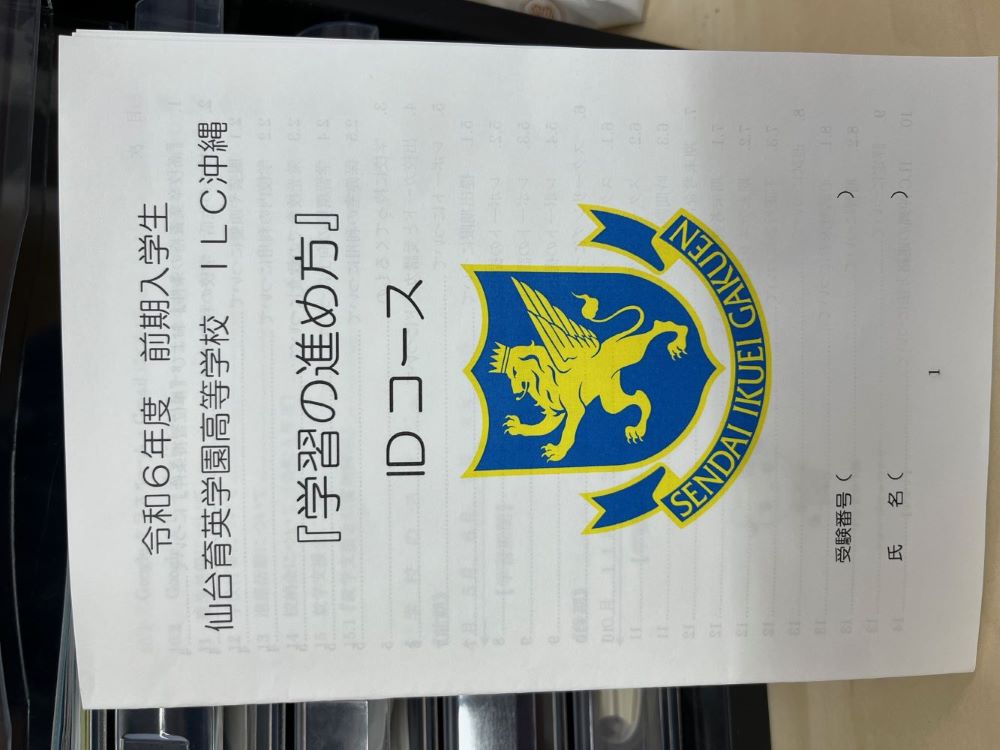 令和6年度　前期入学生
仙台育英学園高等学校　ＩＬＣ沖縄
『学習の進め方』
IDコース
SENDAI IKUEI GAKUEN
受験番号（　　　　　　　　　）
氏　　名（　　　　　　　　　）
1